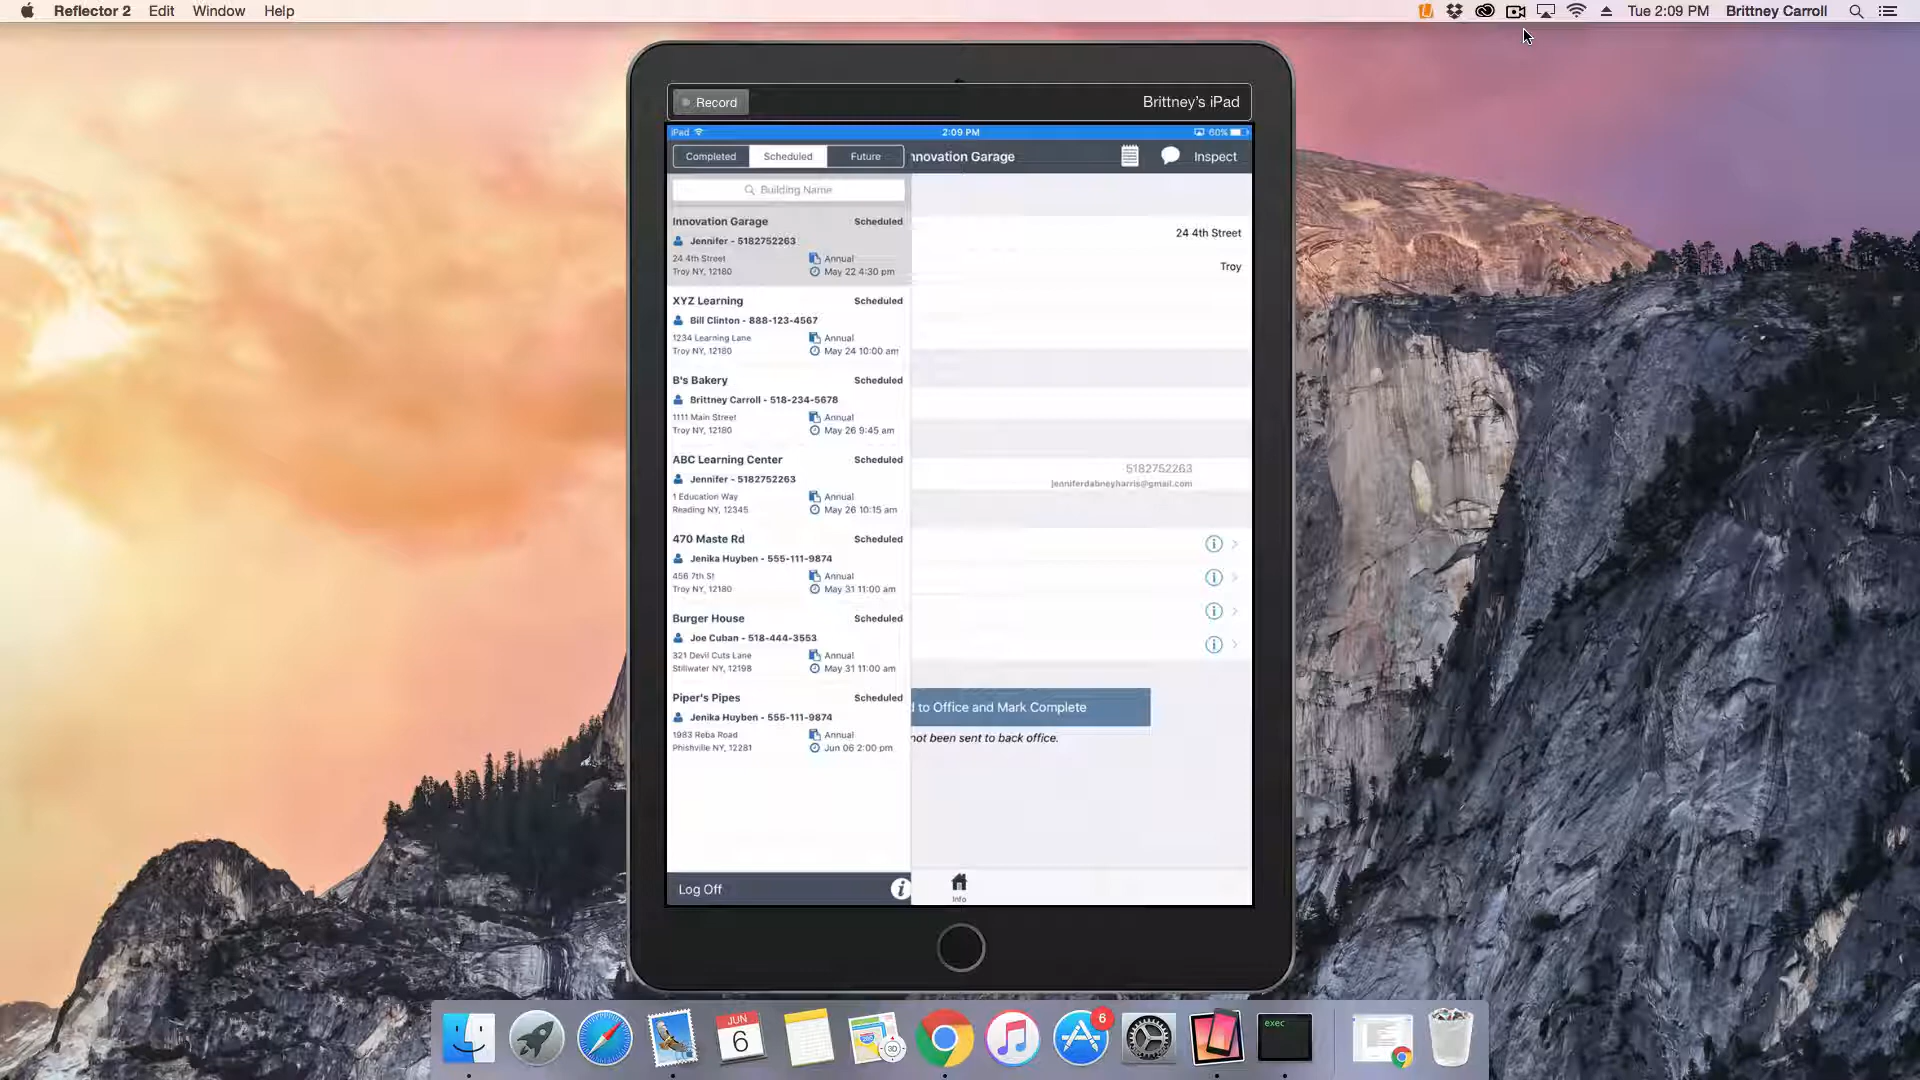 Reflector 2 Edit Window Help Tue 2:09 PM Brittney Carroll
Record Brittney's iPad
iPad 2:09 PM 60%
Completed Scheduled Future nnovation Garage Inspect
Building Name
Innovation Garage Scheduled
Jennifer - 5182752263
24 4th Street Annual
Troy NY, 12180 May 22 4:30 pm
XYZ Learning Scheduled
Bill Clinton - 888-123-4567
1234 Learning Lane Annual
Troy NY, 12180 May 24 10:00 am
B's Bakery Scheduled
Brittney Carroll - 518-234-5678
1111 Main Street Annual
Troy NY, 12180 May 26 9:45 am
ABC Learning Center Scheduled
Jennifer - 5182752263
1 Education Way Annual
Reading NY, 12345 May 26 10:15 am
470 Maste Rd Scheduled
Jenika Huyben - 555-111-9874
456 7th St Annual
Troy NY, 12180 May 31 11:00 am
Burger House Scheduled
Joe Cuban - 518-444-3553
321 Devil Cuts Lane Annual
Stillwater NY, 12198 May 31 11:00 am
Piper's Pipes Scheduled
Jenika Huyben - 555-111-9874
1983 Reba Road Annual
Phishville NY, 12281 Jun 06 2:00 pm
24 4th Street
Troy
5182752263
jenniferdabneyharris@gmail.com
d to Office and Mark Complete
not been sent to back office.
Log Off
Info
JUN
6
3D
6
exec